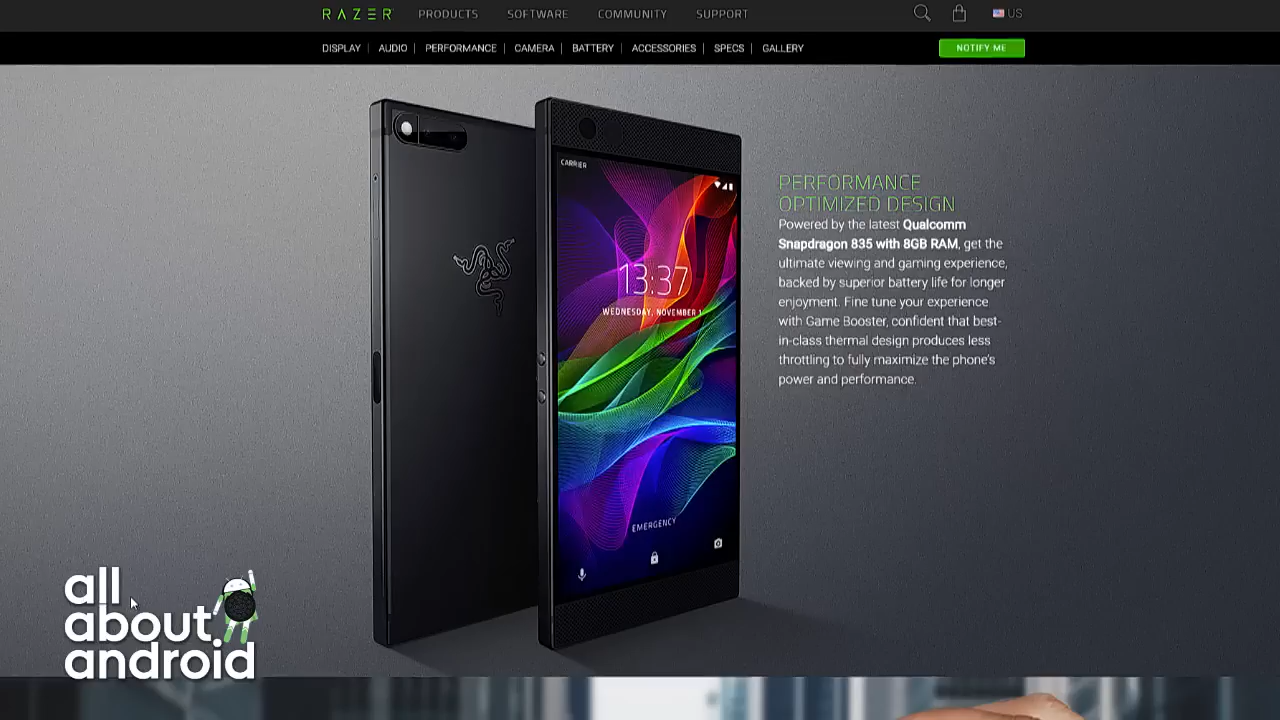 RAZER
PRODUCTS
SOFTWARE
COMMUNITY
SUPPORT
US
DISPLAY
AUDIO
PERFORMANCE
CAMERA
BATTERY
ACCESSORIES
SPECS
GALLERY
NOTIFY ME
CARRIER
13:37
WEDNESDAY, NOVEMBER 1
EMERGENCY
PERFORMANCE
OPTIMIZED DESIGN
Powered by the latest Qualcomm
Snapdragon 835 with 8GB RAM, get the
ultimate viewing and gaming experience,
backed by superior battery life for longer
enjoyment. Fine tune your experience
with Game Booster, confident that best-
in-class thermal design produces less
throttling to fully maximize the phone's
power and performance.
all
about
android